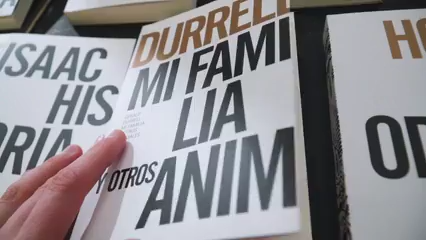 ISAAC
HIS
ORIA
DURRELL
MI FAMI
LIA
Y OTROS
ANIM
HO
OD